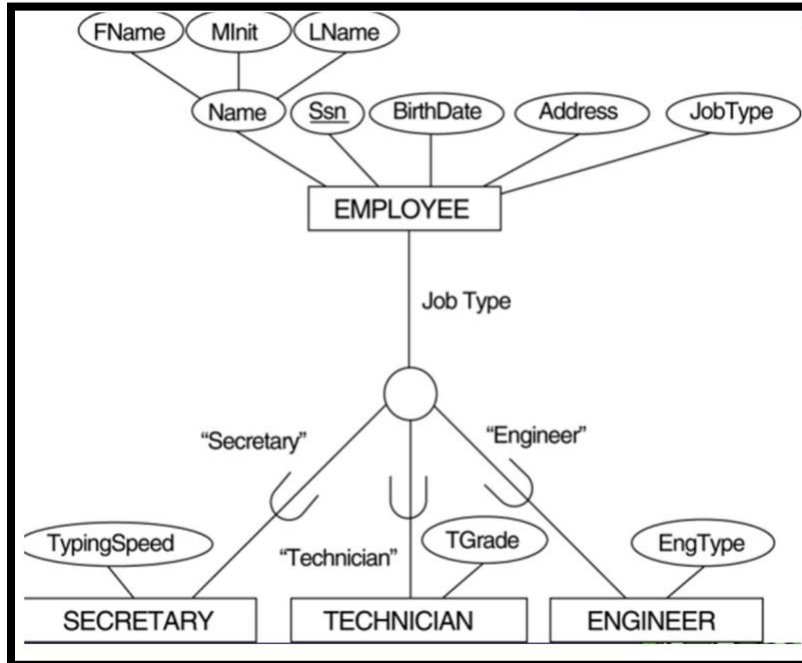 FName MInit LName
Name Ssn BirthDate Address JobType
EMPLOYEE
Job Type
“Secretary” “Engineer”
TypingSpeed “Technician” TGrade EngType
SECRETARY TECHNICIAN ENGINEER